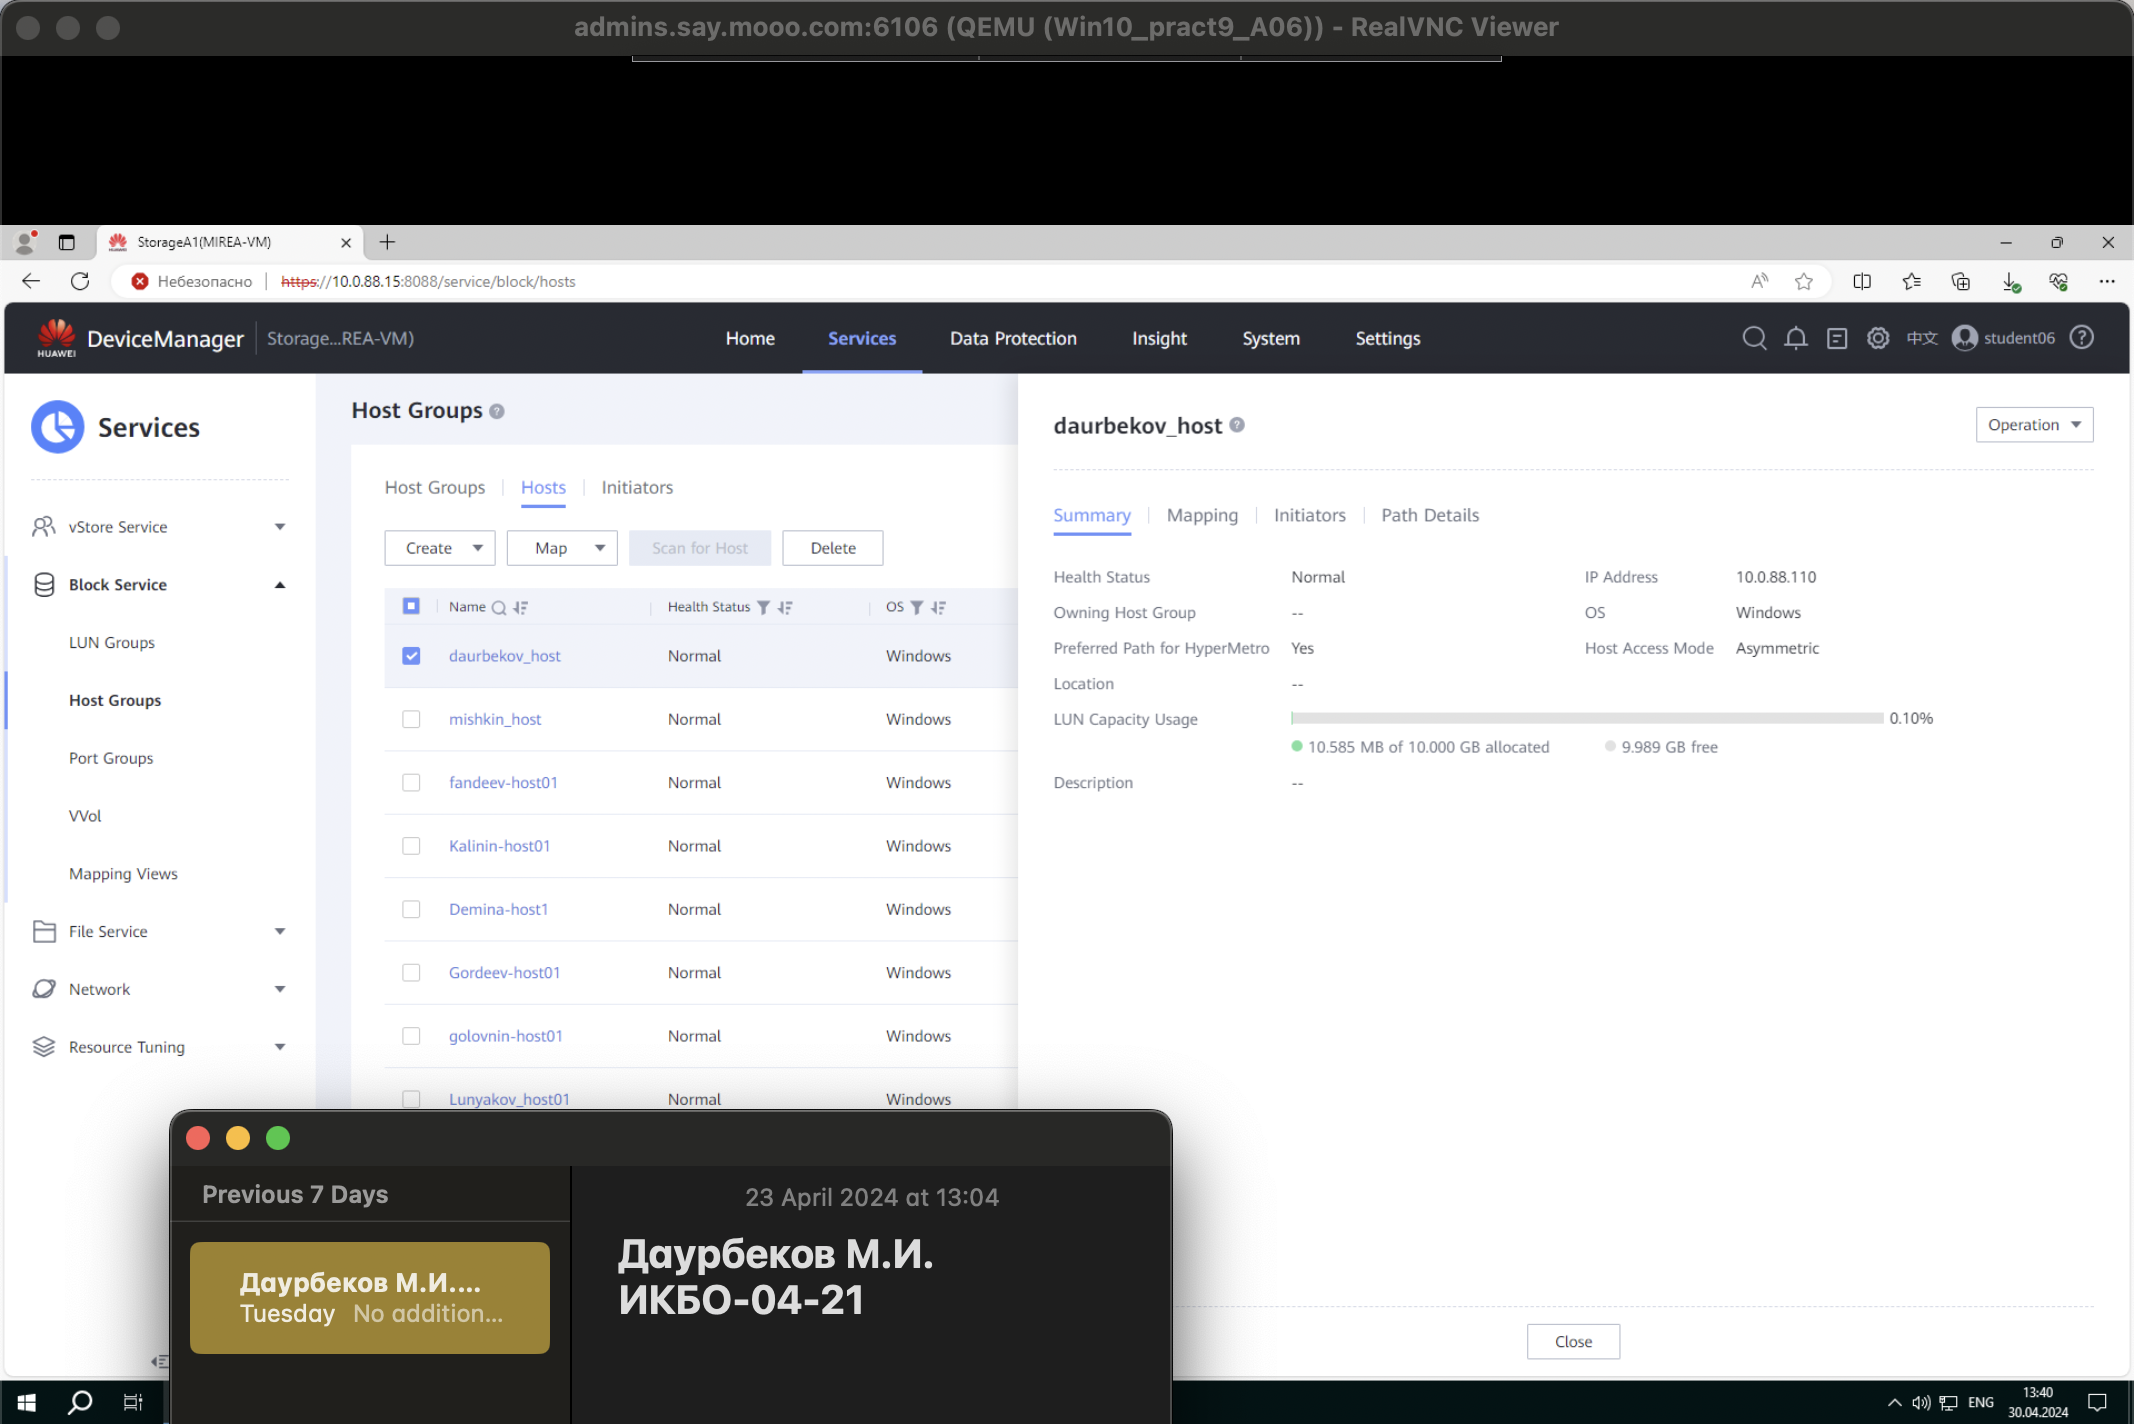 admins.say.mooo.com:6106 (QEMU (Win10_pract9_A06)) - RealVNC Viewer
StorageA1(MIREA-VM)
Небезопасно https://10.0.88.15:8088/service/block/hosts
HUAWEI DeviceManager Storage...REA-VM) Home Services Data Protection Insight System Settings 中文 student06
Services
vStore Service
Block Service
LUN Groups
Host Groups
Port Groups
VVol
Mapping Views
File Service
Network
Resource Tuning
Host Groups
Host Groups Hosts Initiators
Create Map Scan for Host Delete
Name Health Status OS
daurbekov_host Normal Windows
mishkin_host Normal Windows
fandeev-host01 Normal Windows
Kalinin-host01 Normal Windows
Demina-host1 Normal Windows
Gordeev-host01 Normal Windows
golovnin-host01 Normal Windows
Lunyakov_host01 Normal Windows
daurbekov_host Operation
Summary Mapping Initiators Path Details
Health Status Normal IP Address 10.0.88.110
Owning Host Group -- OS Windows
Preferred Path for HyperMetro Yes Host Access Mode Asymmetric
Location --
LUN Capacity Usage 0.10%
10.585 MB of 10.000 GB allocated 9.989 GB free
Description --
Close
Previous 7 Days
Даурбеков М.И....
Tuesday No addition...
23 April 2024 at 13:04
Даурбеков М.И.
ИКБО-04-21
ENG 13:40
30.04.2024